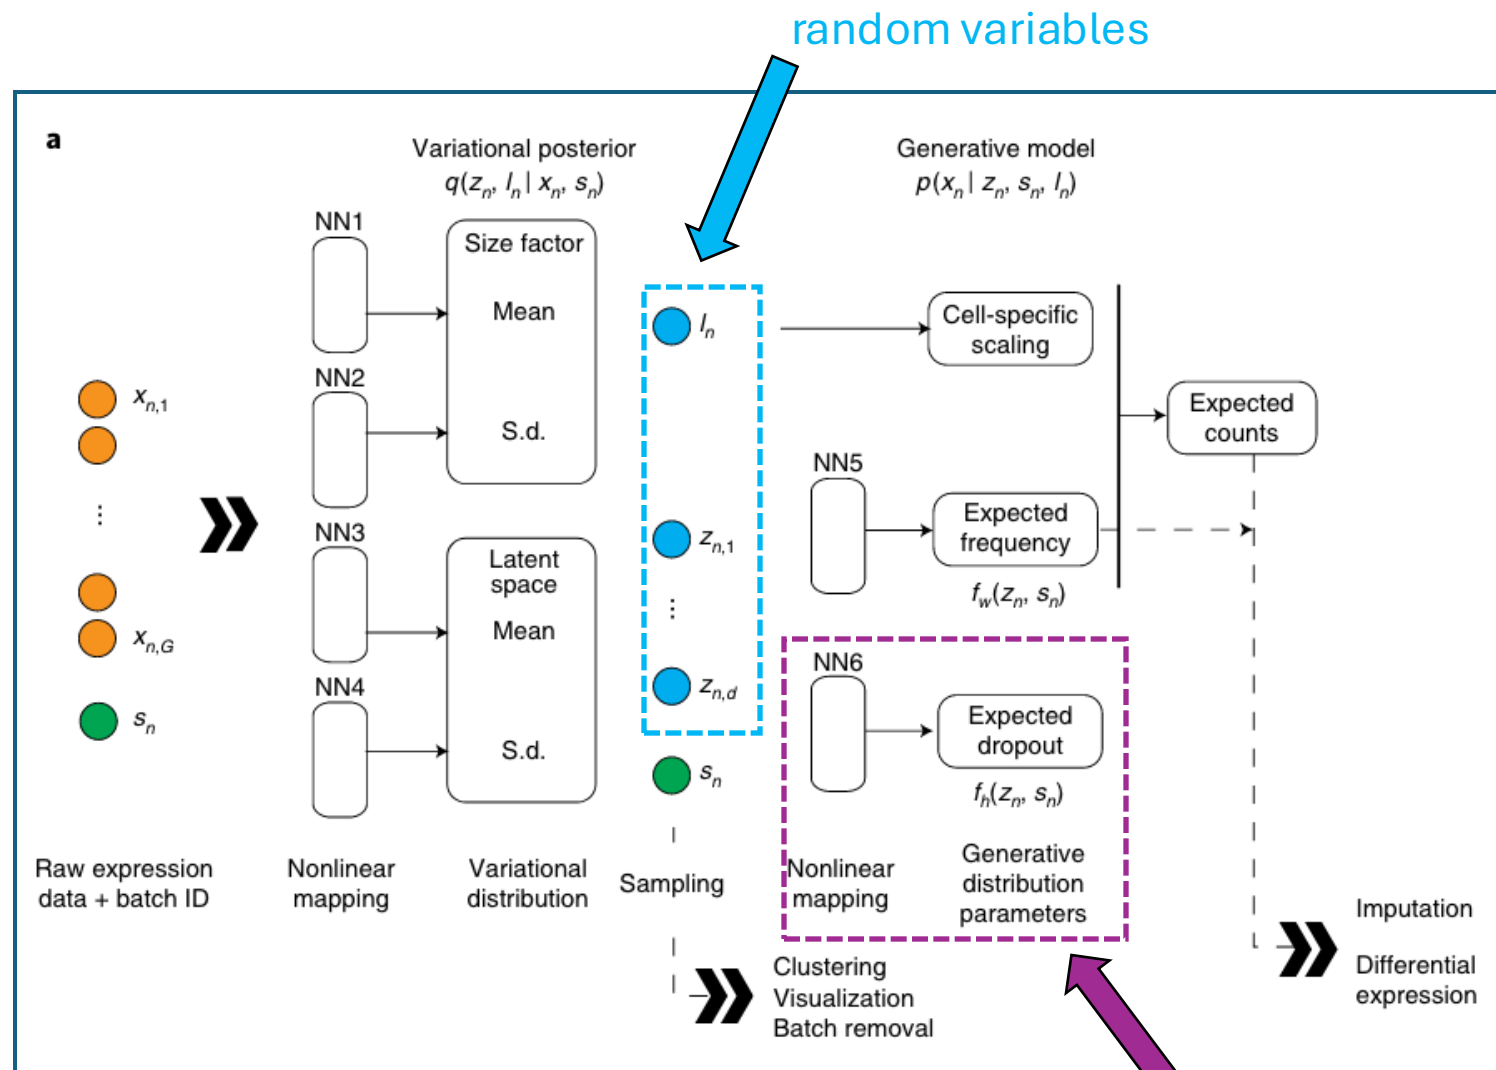 random variables
a
Variational posterior
q(zₙ, lₙ | xₙ, sₙ)
Generative model
p(xₙ | zₙ, sₙ, lₙ)
NN1
Size factor
Mean
S.d.
NN2
NN3
Latent
space
Mean
S.d.
NN4
xₙ,₁
⋮
xₙ,G
sₙ
lₙ
zₙ,₁
⋮
zₙ,d
sₙ
Cell-specific
scaling
NN5
Expected
frequency
f_w(zₙ, sₙ)
Expected
counts
NN6
Expected
dropout
f_h(zₙ, sₙ)
Raw expression
data + batch ID
Nonlinear
mapping
Variational
distribution
Sampling
Nonlinear
mapping
Generative
distribution
parameters
Clustering
Visualization
Batch removal
Imputation
Differential
expression